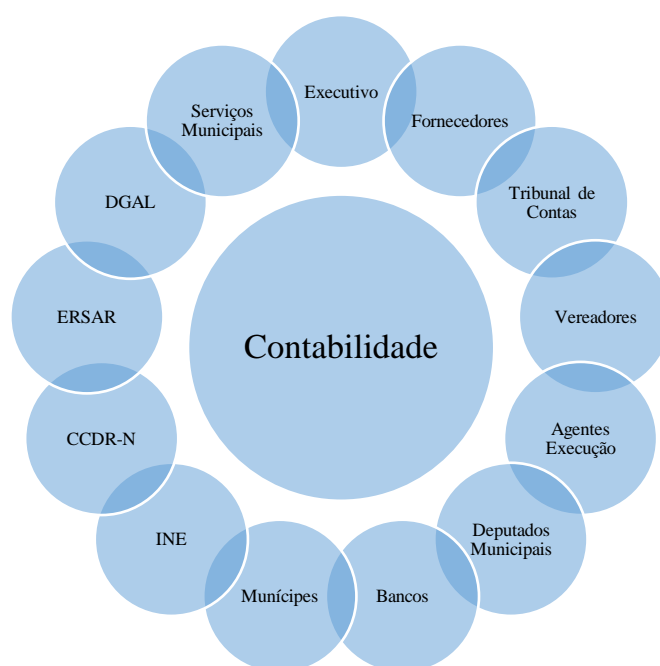 Executivo
Fornecedores
Tribunal de
Contas
Vereadores
Agentes
Execução
Deputados
Municipais
Bancos
Munícipes
INE
CCDR-N
ERSAR
DGAL
Serviços
Municipais
Contabilidade